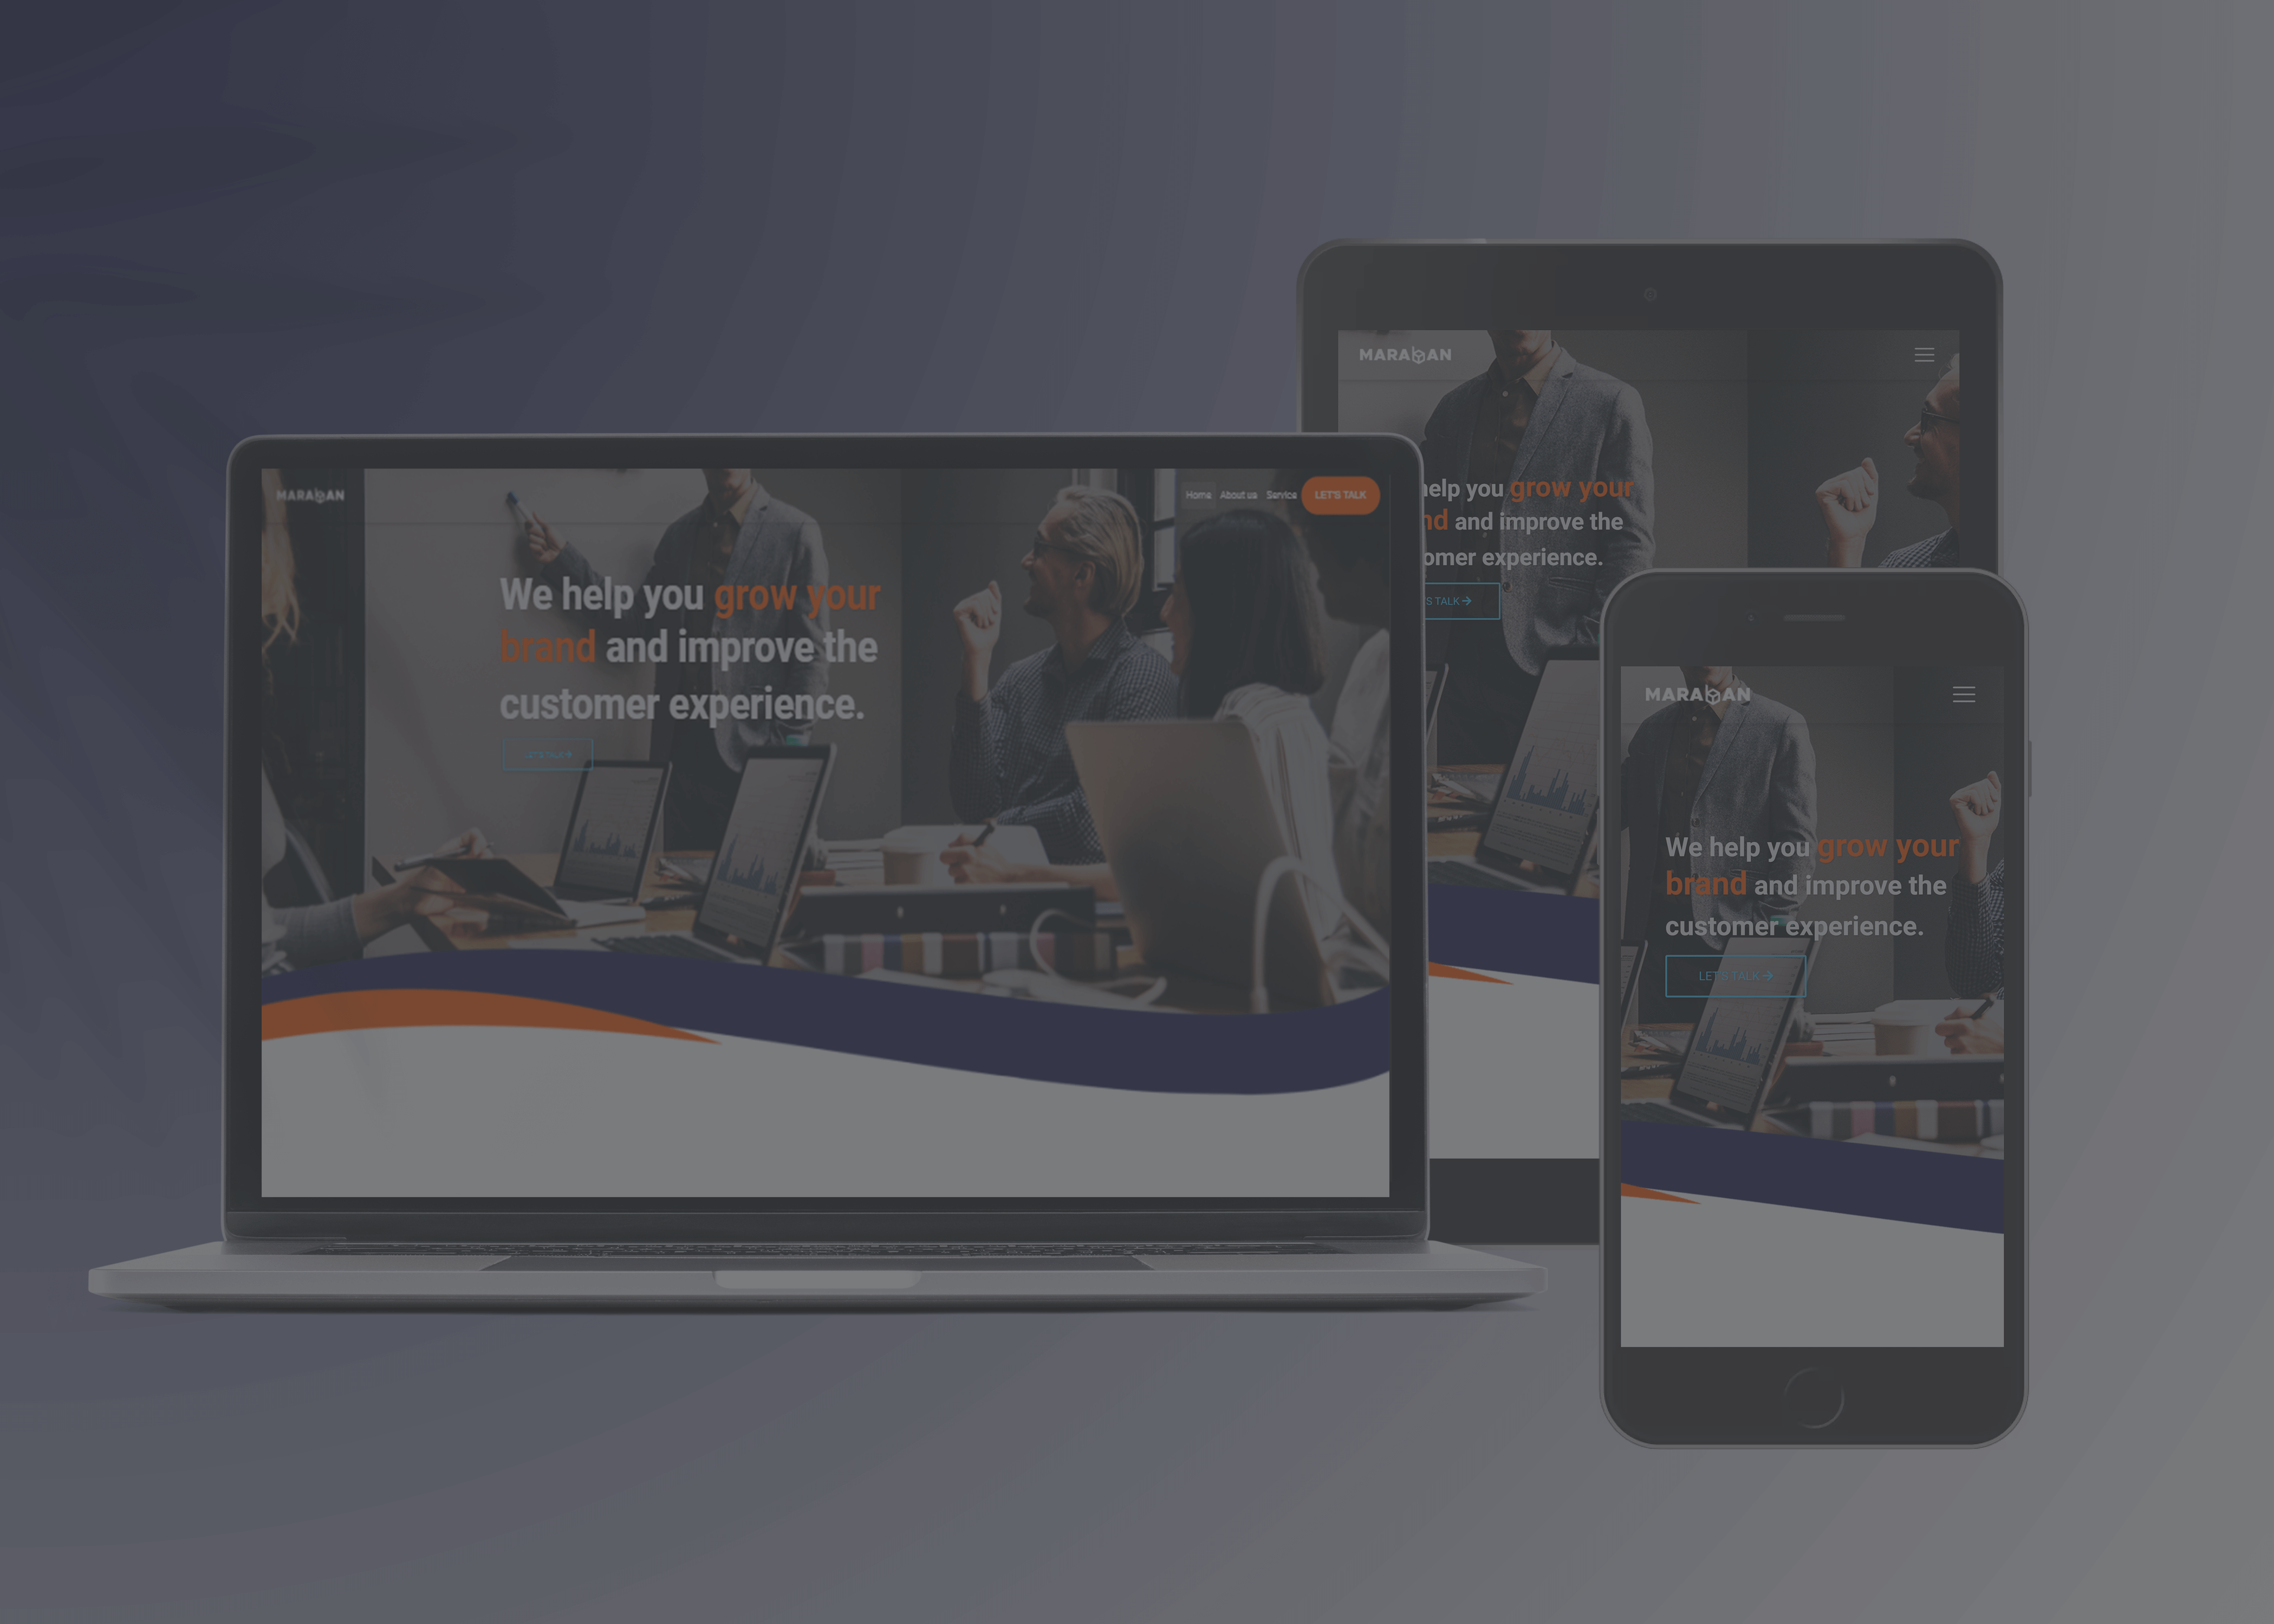 MARABAN
Home About us Service LET'S TALK
We help you grow your
brand and improve the
customer experience.
LET'S TALK→
MARABAN
help you grow your
nd and improve the
omer experience.
'S TALK→
MARABAN
We help you grow your
brand and improve the
customer experience.
LET'S TALK→